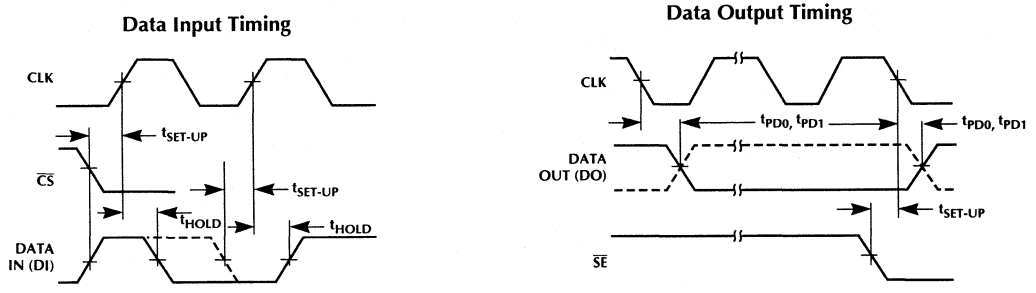 Data Input Timing
CLK
tSET-UP
CS
tSET-UP
tHOLD
tHOLD
DATA
IN (DI)
Data Output Timing
CLK
tPD0, tPD1
tPD0, tPD1
DATA
OUT (DO)
tSET-UP
SE